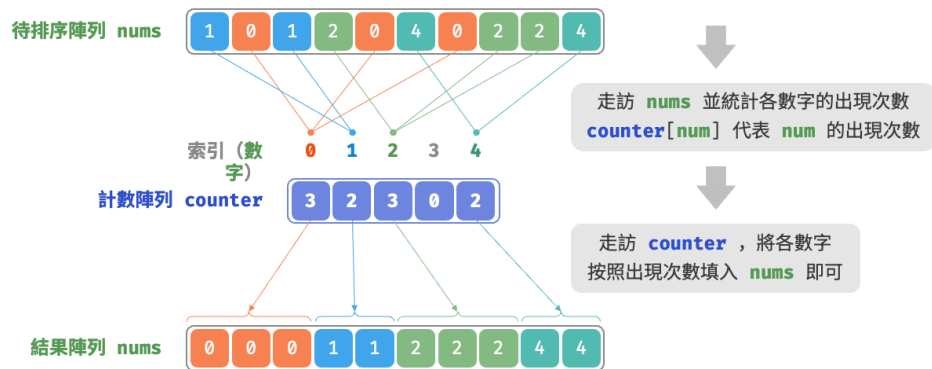 待排序陣列 nums
1 0 1 2 0 4 0 2 2 4
走訪 nums 並統計各數字的出現次數
counter[num] 代表 num 的出現次數
索引（數
字）
0 1 2 3 4
計數陣列 counter
3 2 3 0 2
走訪 counter ，將各數字
按照出現次數填入 nums 即可
結果陣列 nums
0 0 0 1 1 2 2 2 4 4